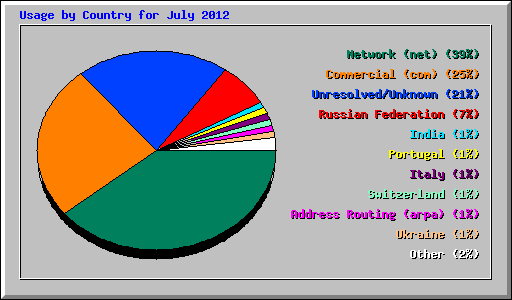 Usage by Country for July 2012
Network (net) (39%)
Commercial (com) (25%)
Unresolved/Unknown (21%)
Russian Federation (7%)
India (1%)
Portugal (1%)
Italy (1%)
Switzerland (1%)
Address Routing (arpa) (1%)
Ukraine (1%)
Other (2%)